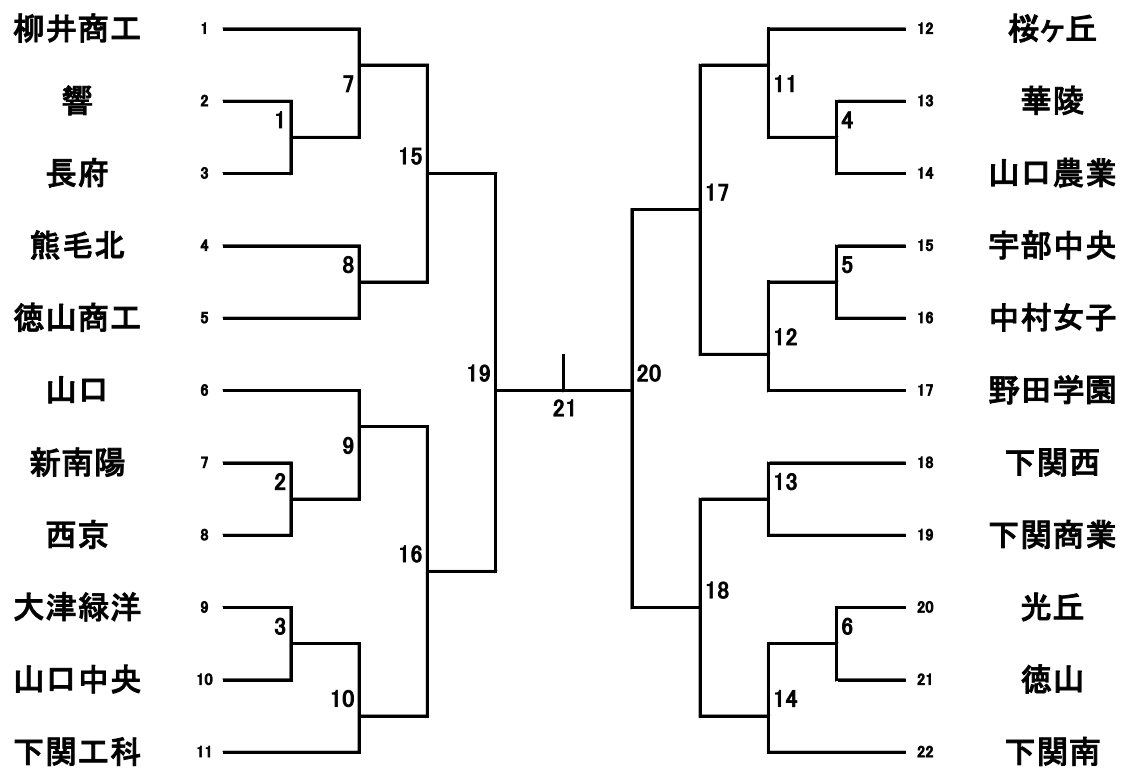 柳井商工 1
響 2
長府 3
熊毛北 4
徳山商工 5
山口 6
新南陽 7
西京 8
大津緑洋 9
山口中央 10
下関工科 11
1
2
3
7
8
9
10
15
16
19
21
20
17
18
11
12
13
14
4
5
6
12 桜ヶ丘
13 華陵
14 山口農業
15 宇部中央
16 中村女子
17 野田学園
18 下関西
19 下関商業
20 光丘
21 徳山
22 下関南